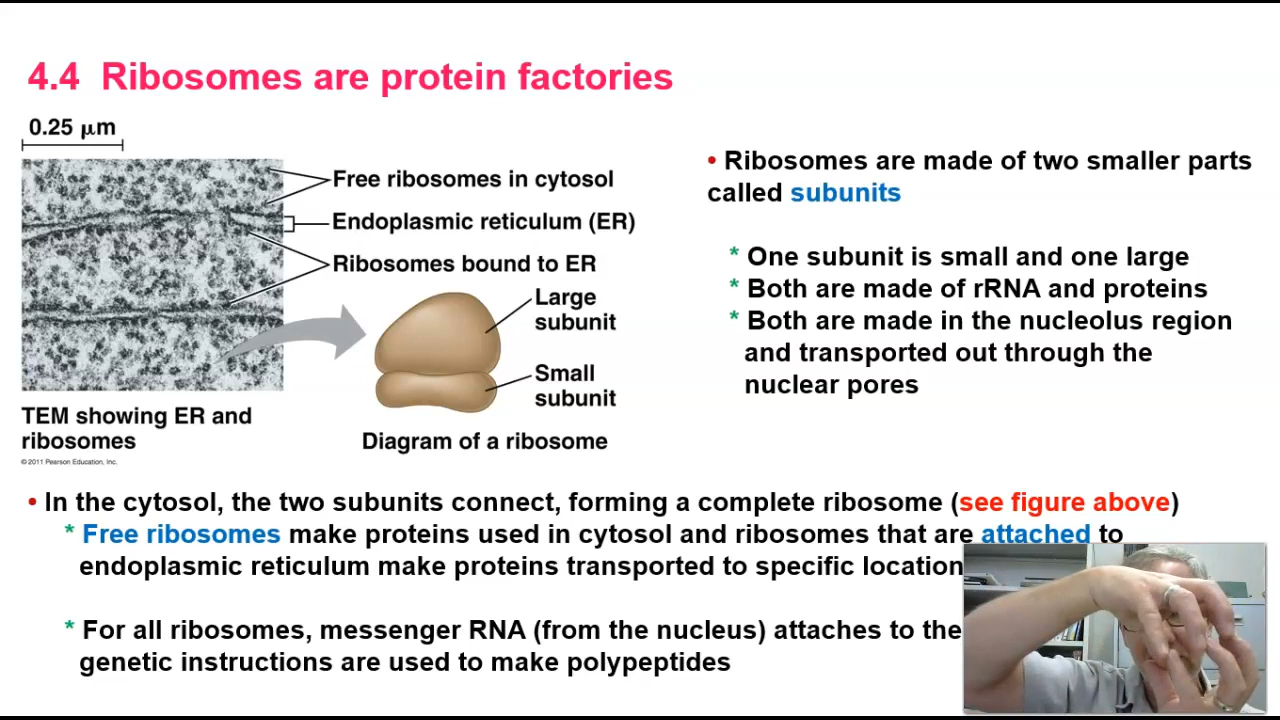 4.4 Ribosomes are protein factories
0.25 μm
Free ribosomes in cytosol
Endoplasmic reticulum (ER)
Ribosomes bound to ER
Large
subunit
Small
subunit
TEM showing ER and
ribosomes
Diagram of a ribosome
© 2011 Pearson Education, Inc.
• Ribosomes are made of two smaller parts
called subunits
* One subunit is small and one large
* Both are made of rRNA and proteins
* Both are made in the nucleolus region
and transported out through the
nuclear pores
• In the cytosol, the two subunits connect, forming a complete ribosome (see figure above)
* Free ribosomes make proteins used in cytosol and ribosomes that are attached to
endoplasmic reticulum make proteins transported to specific location
* For all ribosomes, messenger RNA (from the nucleus) attaches to the
genetic instructions are used to make polypeptides